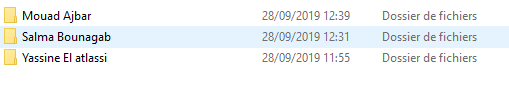 Mouad Ajbar 28/09/2019 12:39 Dossier de fichiers
Salma Bounagab 28/09/2019 12:31 Dossier de fichiers
Yassine El atlassi 28/09/2019 11:55 Dossier de fichiers